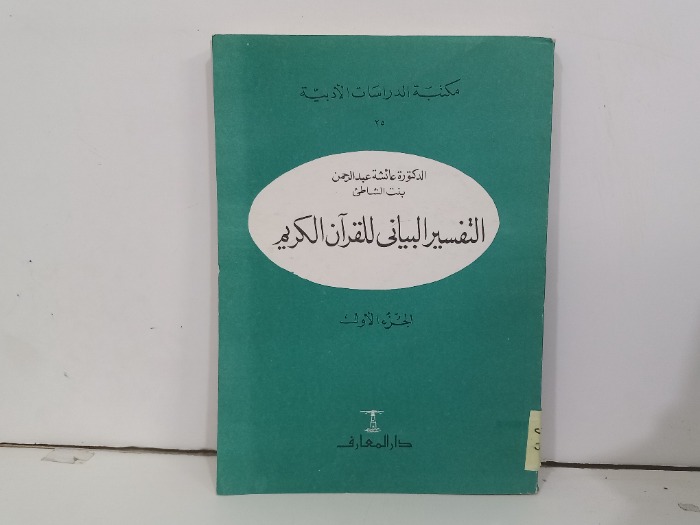 مكتبة الدراسات الأدبية
٢٥
الدكتورة عائشة عبد الرحمن
بنت الشاطئ
التفسير البياني للقرآن الكريم
الجزء الأول
دار المعارف